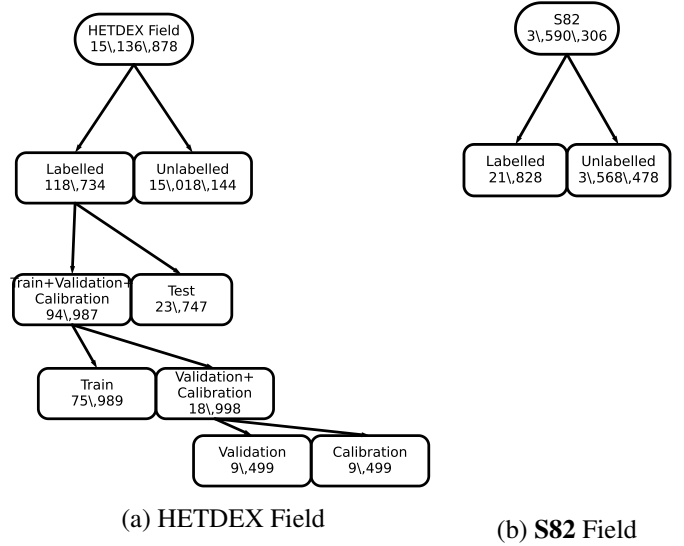 HETDEX Field
15\,136\,878
Labelled
118\,734
Unlabelled
15\,018\,144
Train+Validation+
Calibration
94\,987
Test
23\,747
Train
75\,989
Validation+
Calibration
18\,998
Validation
9\,499
Calibration
9\,499
(a) HETDEX Field
S82
3\,590\,306
Labelled
21\,828
Unlabelled
3\,568\,478
(b) S82 Field